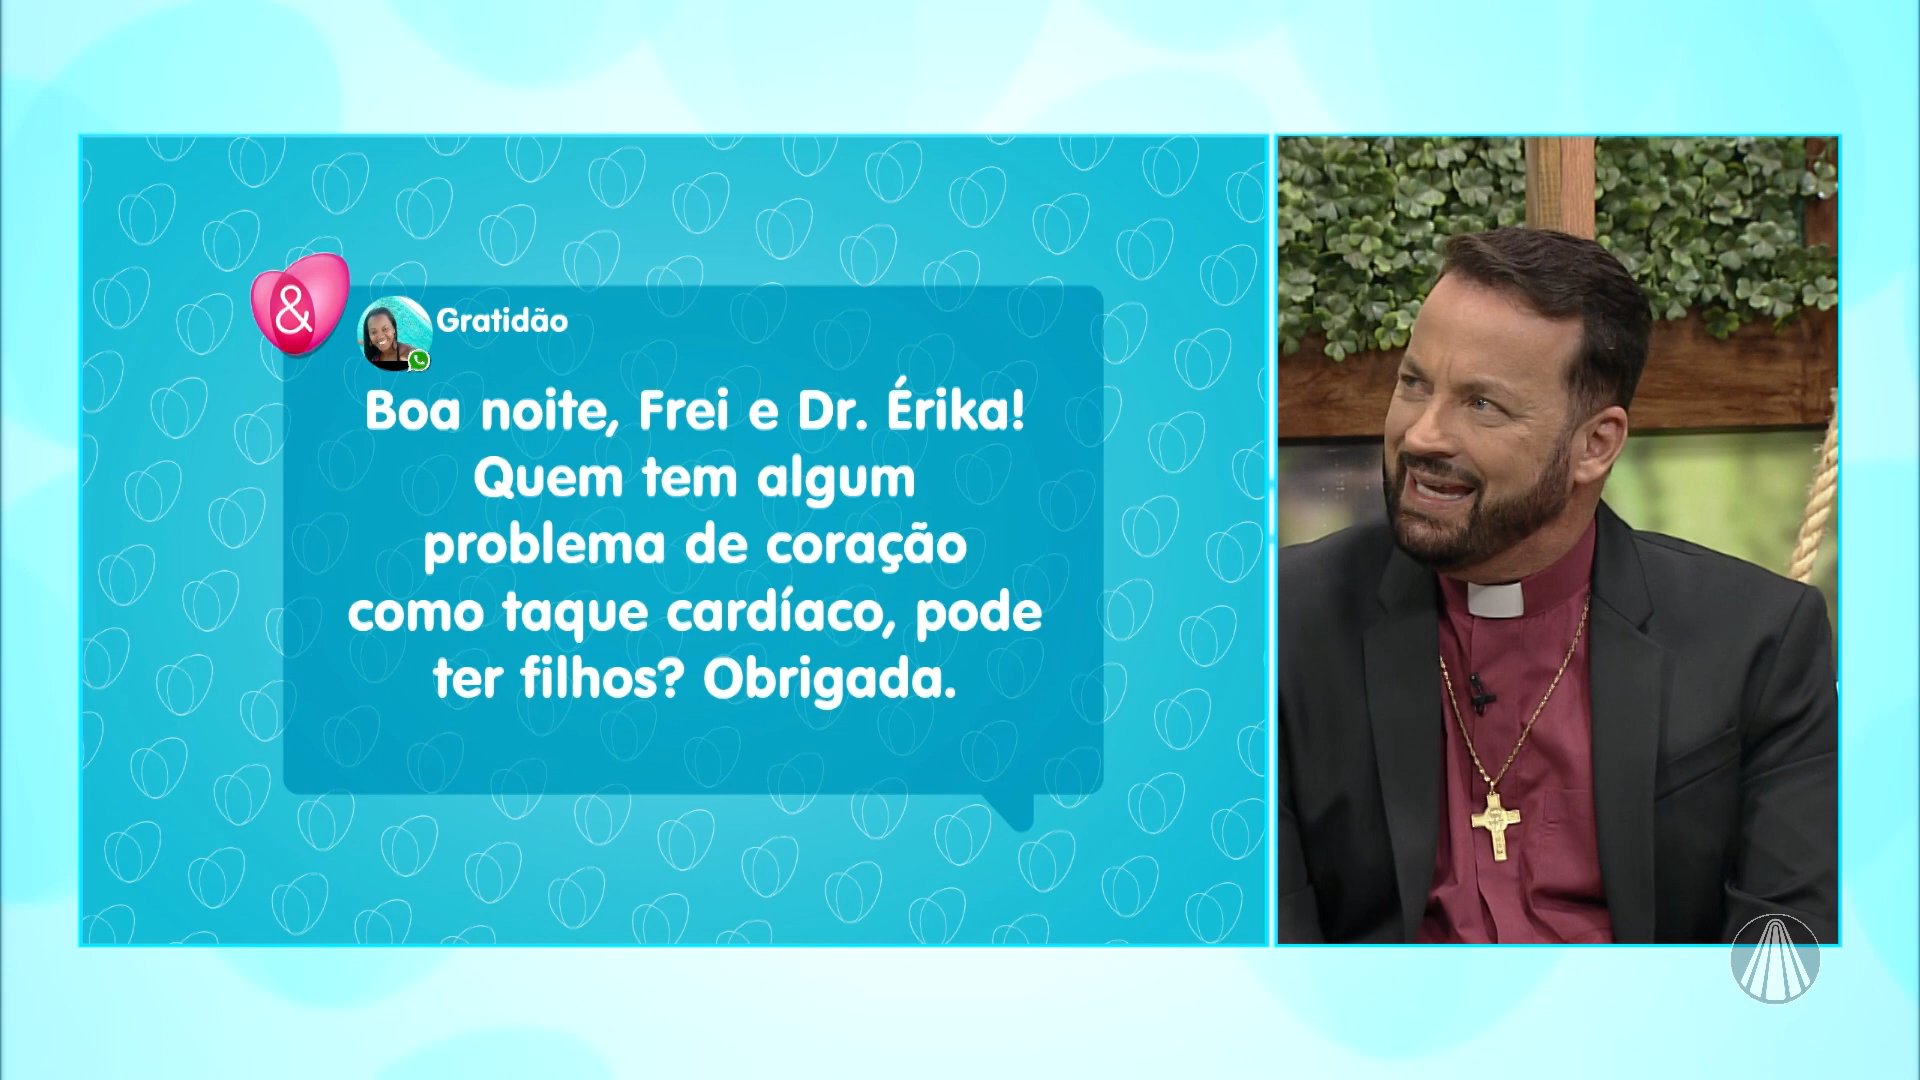 &
Gratidão
Boa noite, Frei e Dr. Érika!
Quem tem algum
problema de coração
como taque cardíaco, pode
ter filhos? Obrigada.